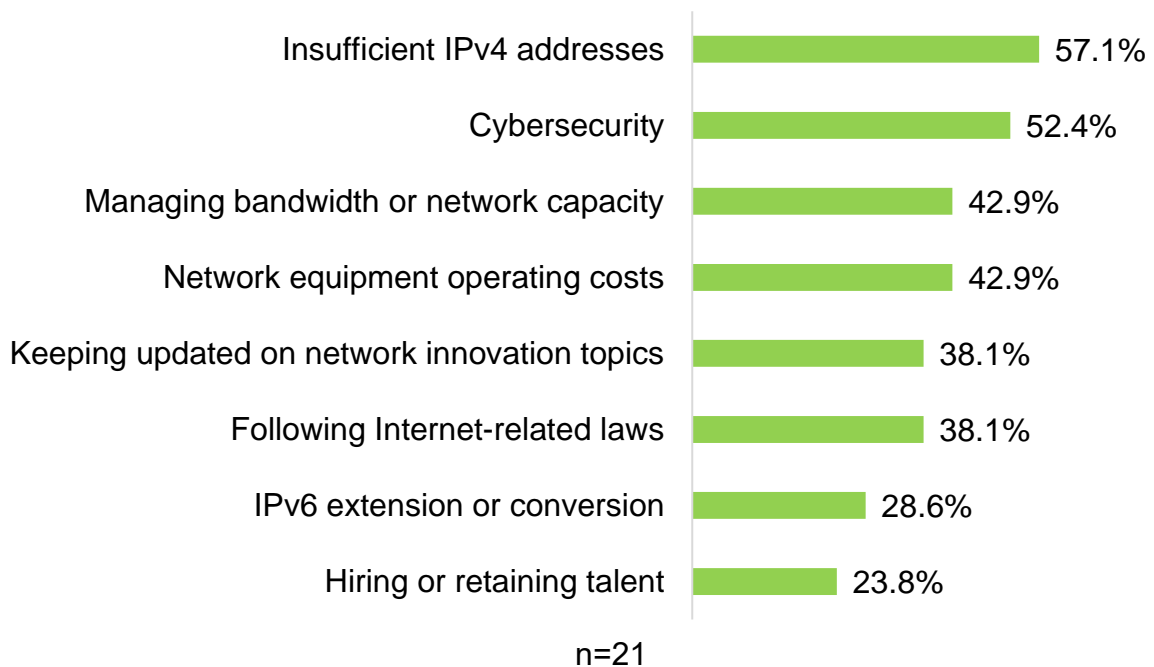 Insufficient IPv4 addresses 57.1%
Cybersecurity 52.4%
Managing bandwidth or network capacity 42.9%
Network equipment operating costs 42.9%
Keeping updated on network innovation topics 38.1%
Following Internet-related laws 38.1%
IPv6 extension or conversion 28.6%
Hiring or retaining talent 23.8%
n=21